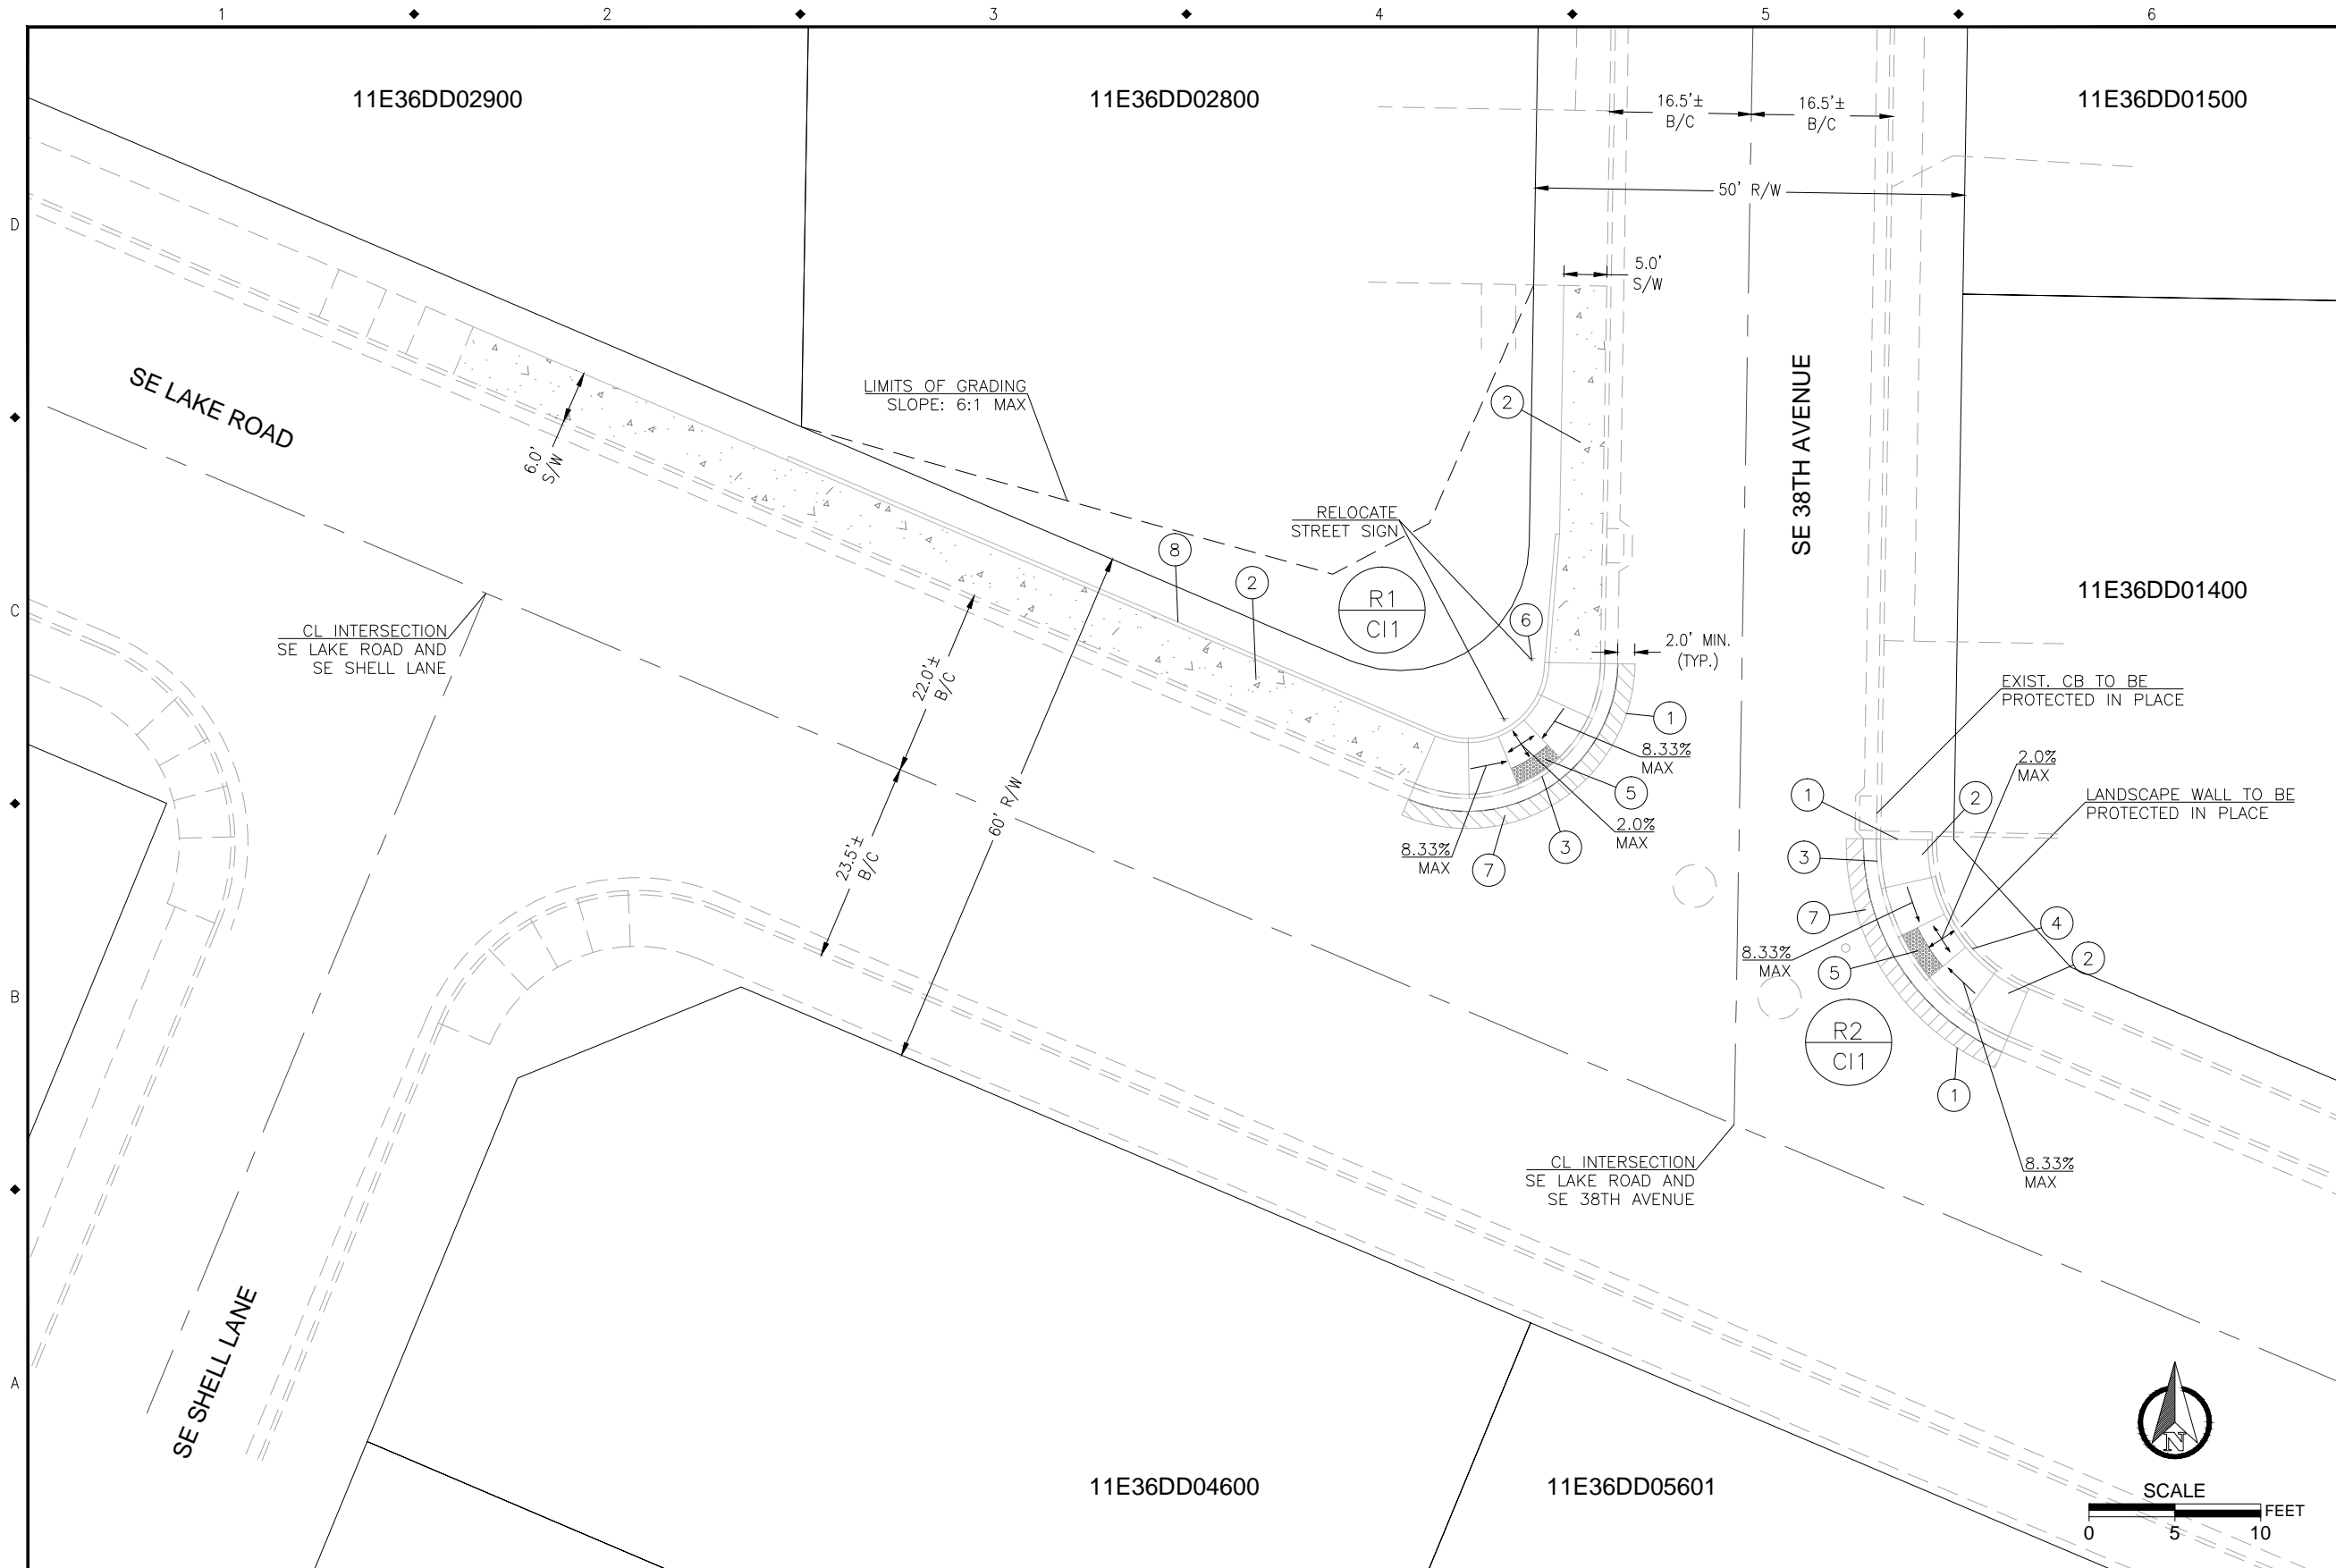 1 2 3 4 5 6
11E36DD02900
11E36DD02800
11E36DD01500
16.5'±
B/C
16.5'±
B/C
50' R/W
D
5.0'
S/W
SE LAKE ROAD
LIMITS OF GRADING
SLOPE: 6:1 MAX
2
6.0'
S/W
SE 38TH AVENUE
RELOCATE
STREET SIGN
8
2
R1
CI1
6
11E36DD01400
C
CL INTERSECTION
SE LAKE ROAD AND
SE SHELL LANE
2.0' MIN.
(TYP.)
22.0'±
B/C
EXIST. CB TO BE
PROTECTED IN PLACE
1
8.33%
MAX
5
2.0%
MAX
2.0%
MAX
1
2
LANDSCAPE WALL TO BE
PROTECTED IN PLACE
60' R/W
23.5'±
B/C
8.33%
MAX
7
3
3
7
4
8.33%
MAX
5
2
B
R2
CI1
1
CL INTERSECTION
SE LAKE ROAD AND
SE 38TH AVENUE
8.33%
MAX
SE SHELL LANE
A
N
11E36DD04600
11E36DD05601
SCALE
FEET
0 5 10